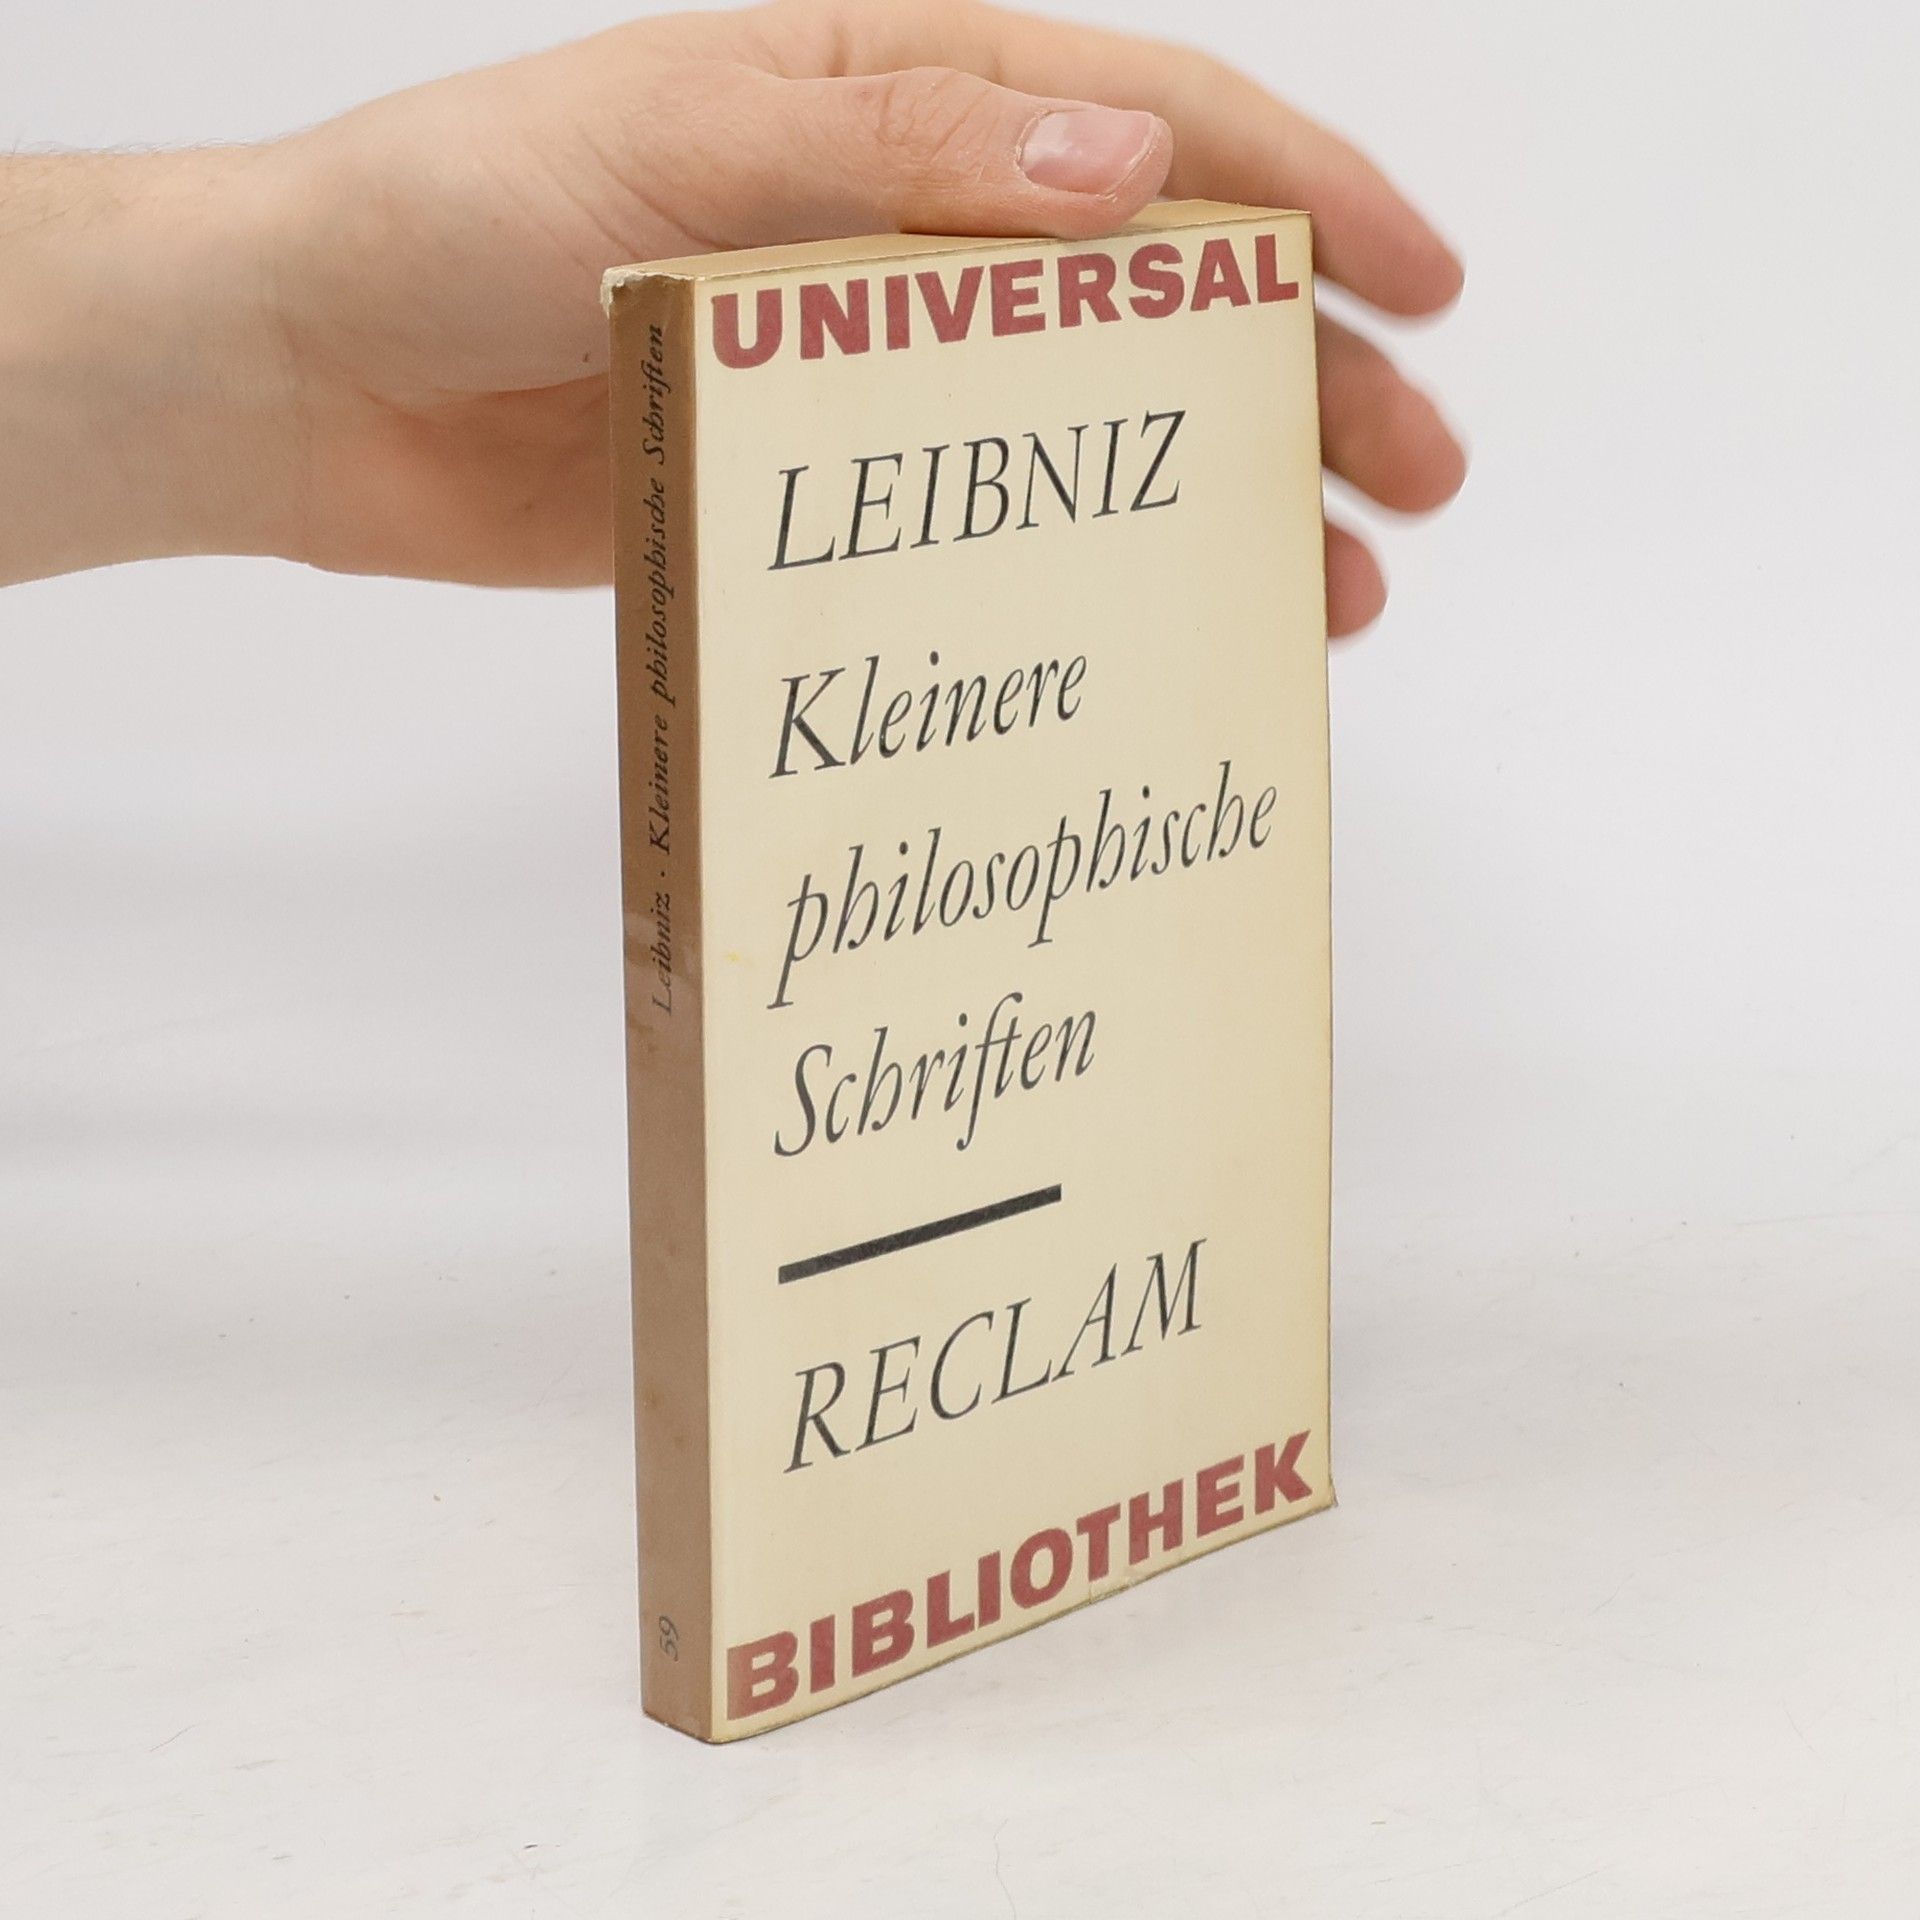 Leibniz · Kleinere philosophische Schriften
59
UNIVERSAL
LEIBNIZ
Kleinere
philosophische
Schriften
RECLAM
BIBLIOTHEK